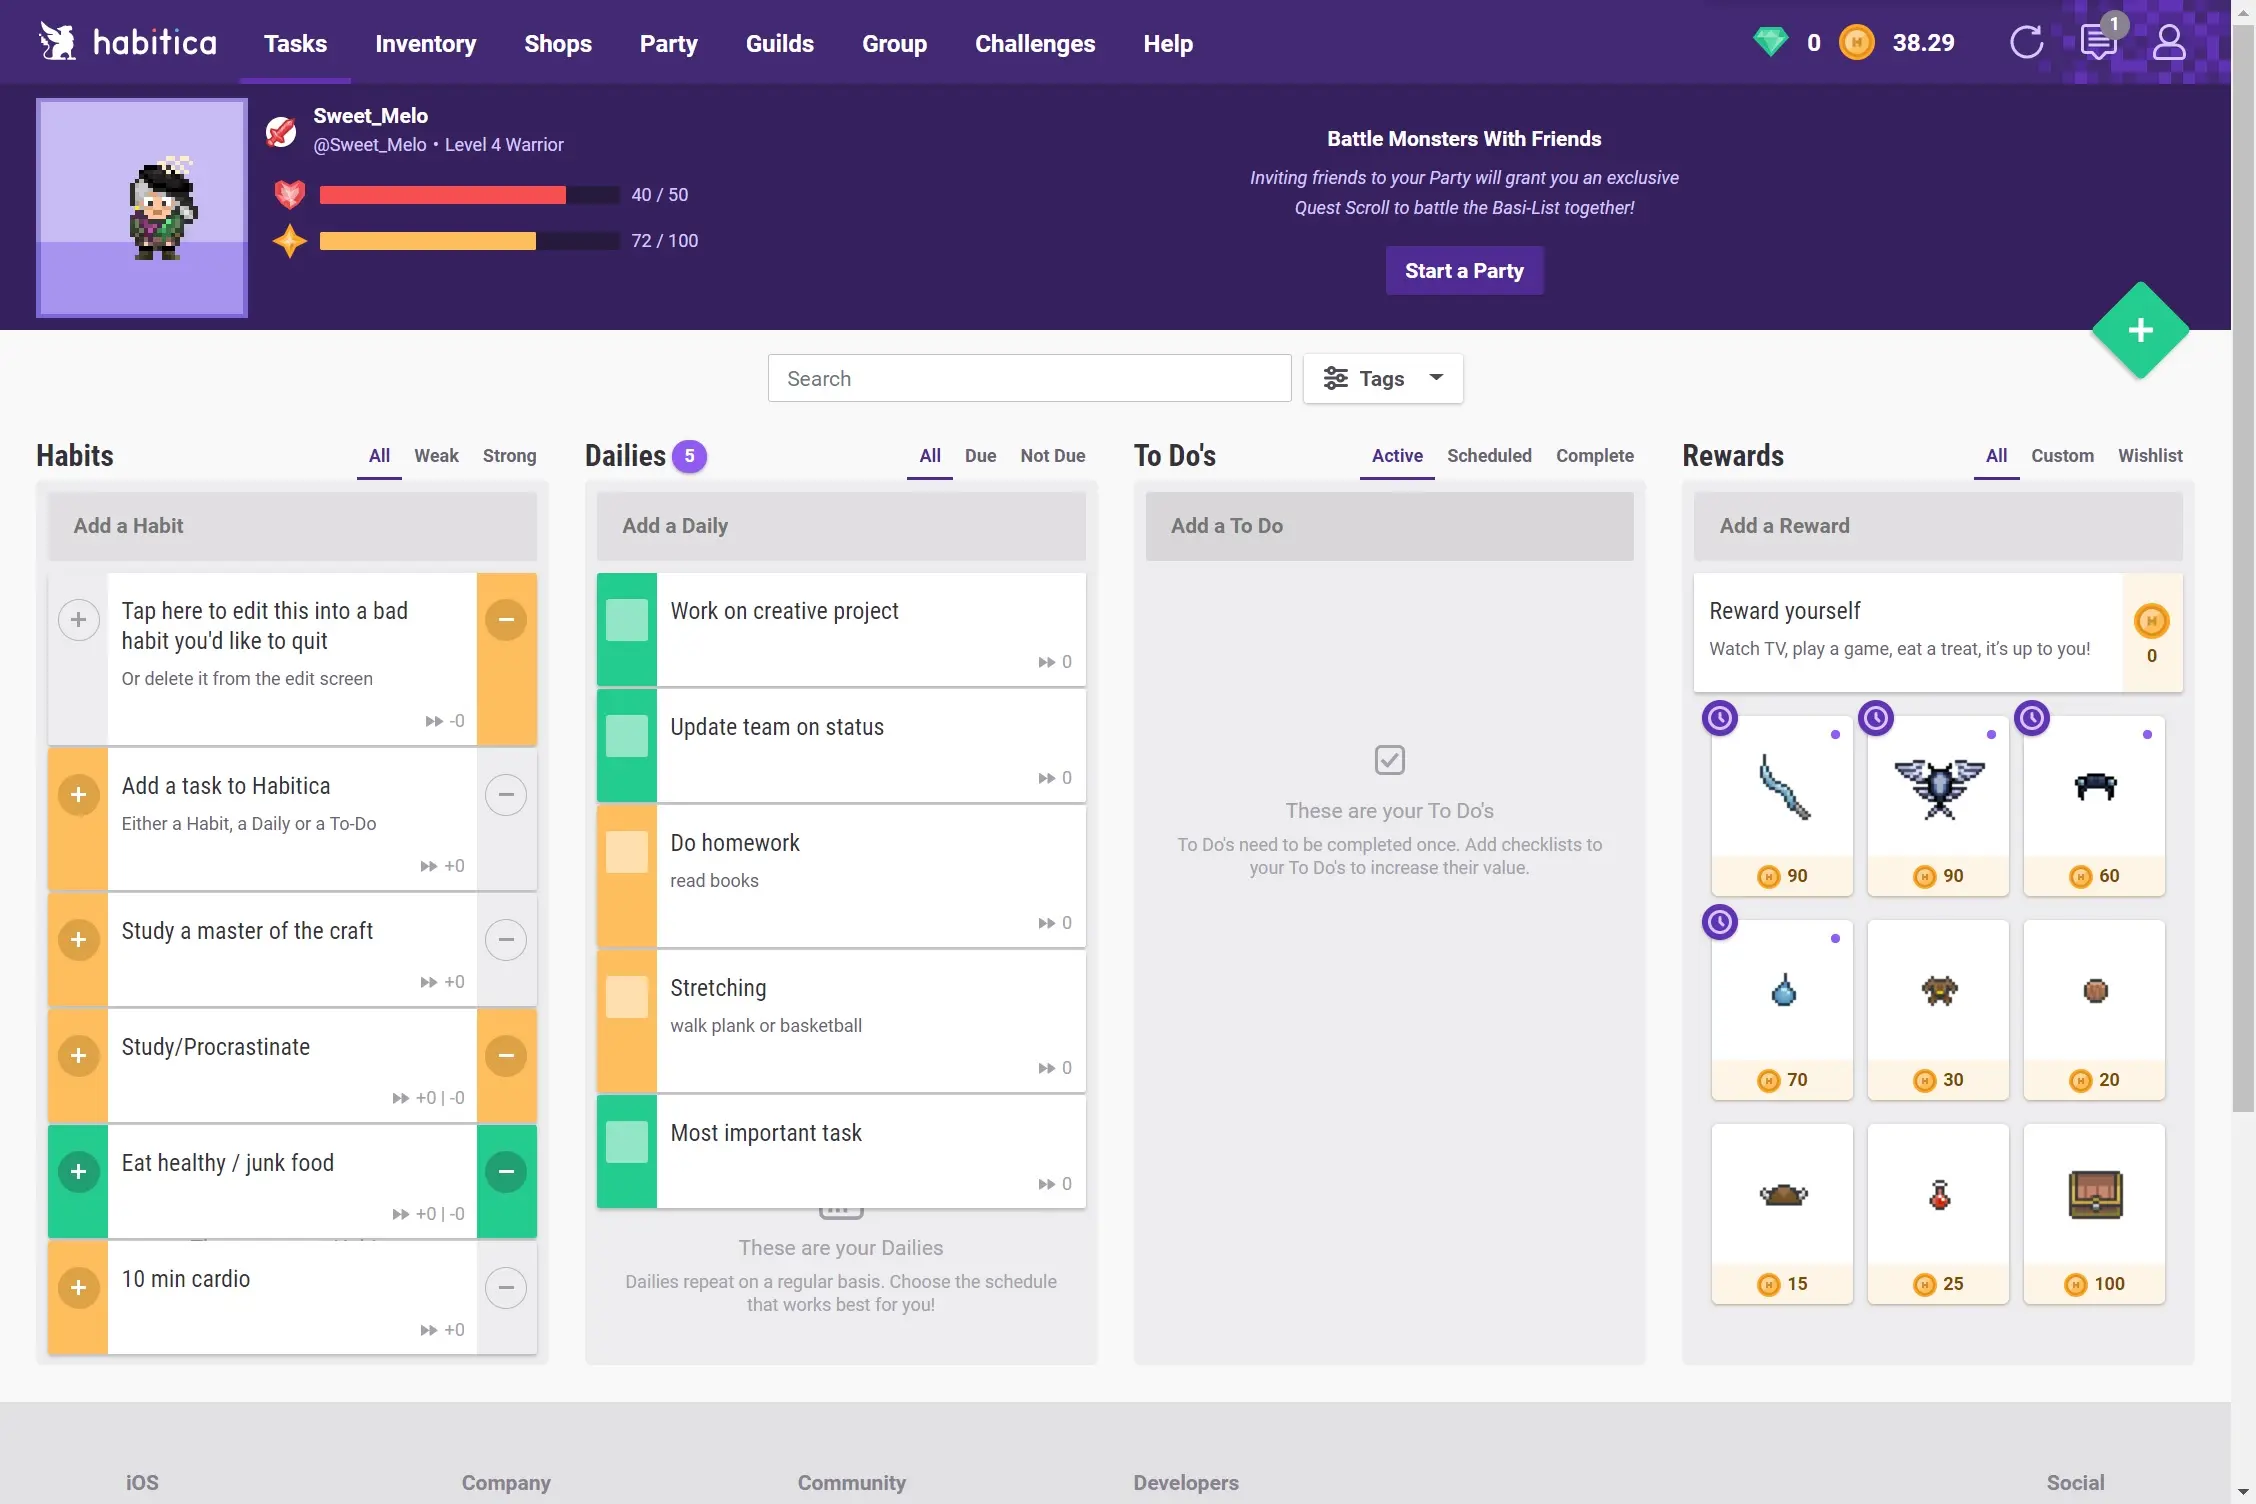 habitica
Tasks
Inventory
Shops
Party
Guilds
Group
Challenges
Help
0
38.29
1
Sweet_Melo
@Sweet_Melo • Level 4 Warrior
40 / 50
72 / 100
Battle Monsters With Friends
Inviting friends to your Party will grant you an exclusive
Quest Scroll to battle the Basi-List together!
Start a Party
Search
Tags
Habits
All
Weak
Strong
Add a Habit
Tap here to edit this into a bad
habit you'd like to quit
Or delete it from the edit screen
-0
Add a task to Habitica
Either a Habit, a Daily or a To-Do
+0
Study a master of the craft
+0
Study/Procrastinate
+0 | -0
Eat healthy / junk food
+0 | -0
10 min cardio
+0
Dailies
5
All
Due
Not Due
Add a Daily
Work on creative project
0
Update team on status
0
Do homework
read books
0
Stretching
walk plank or basketball
0
Most important task
0
These are your Dailies
Dailies repeat on a regular basis. Choose the schedule
that works best for you!
To Do's
Active
Scheduled
Complete
Add a To Do
These are your To Do's
To Do's need to be completed once. Add checklists to
your To Do's to increase their value.
Rewards
All
Custom
Wishlist
Add a Reward
Reward yourself
Watch TV, play a game, eat a treat, it’s up to you!
0
90
90
60
70
30
20
15
25
100
iOS
Company
Community
Developers
Social